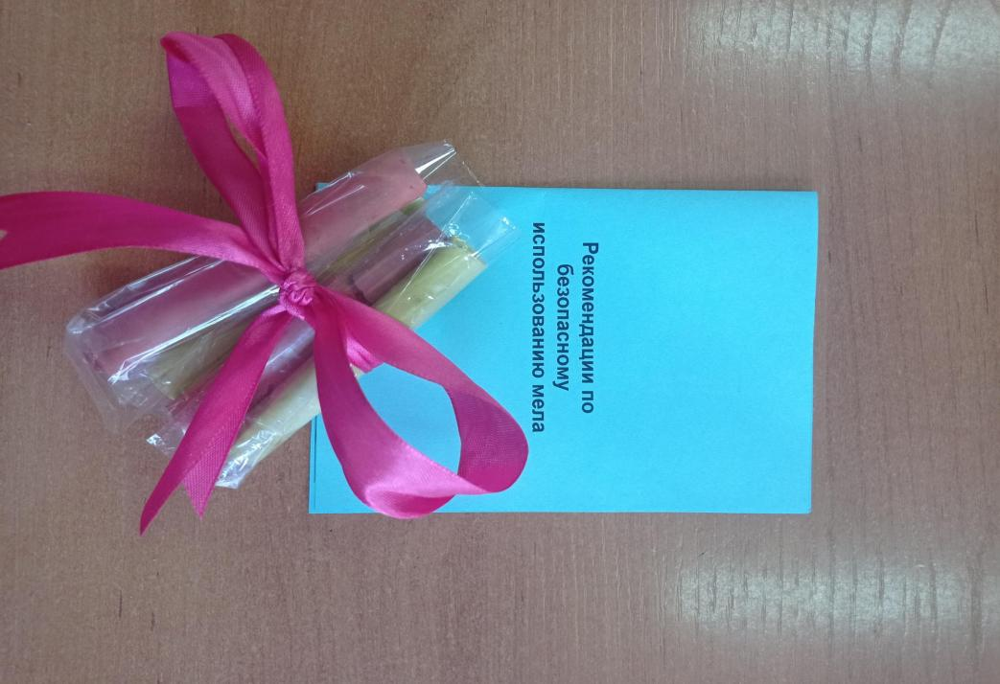 Рекомендации по
безопасному
использованию мела